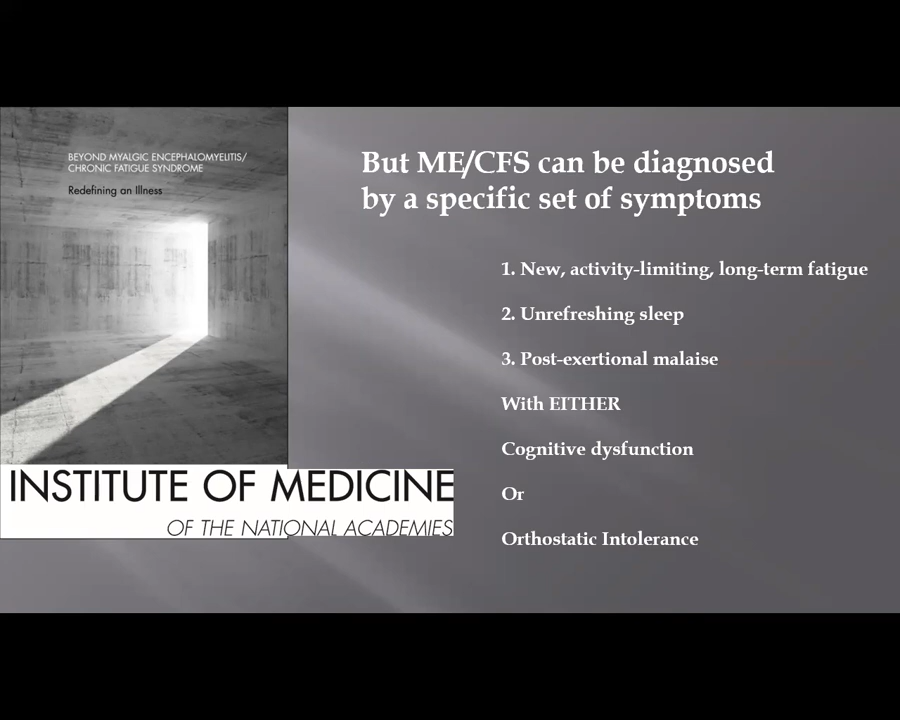 BEYOND MYALGIC ENCEPHALOMYELITIS/
CHRONIC FATIGUE SYNDROME
Redefining an Illness
INSTITUTE OF MEDICINE
OF THE NATIONAL ACADEMIES
But ME/CFS can be diagnosed
by a specific set of symptoms
1. New, activity-limiting, long-term fatigue
2. Unrefreshing sleep
3. Post-exertional malaise
With EITHER
Cognitive dysfunction
Or
Orthostatic Intolerance